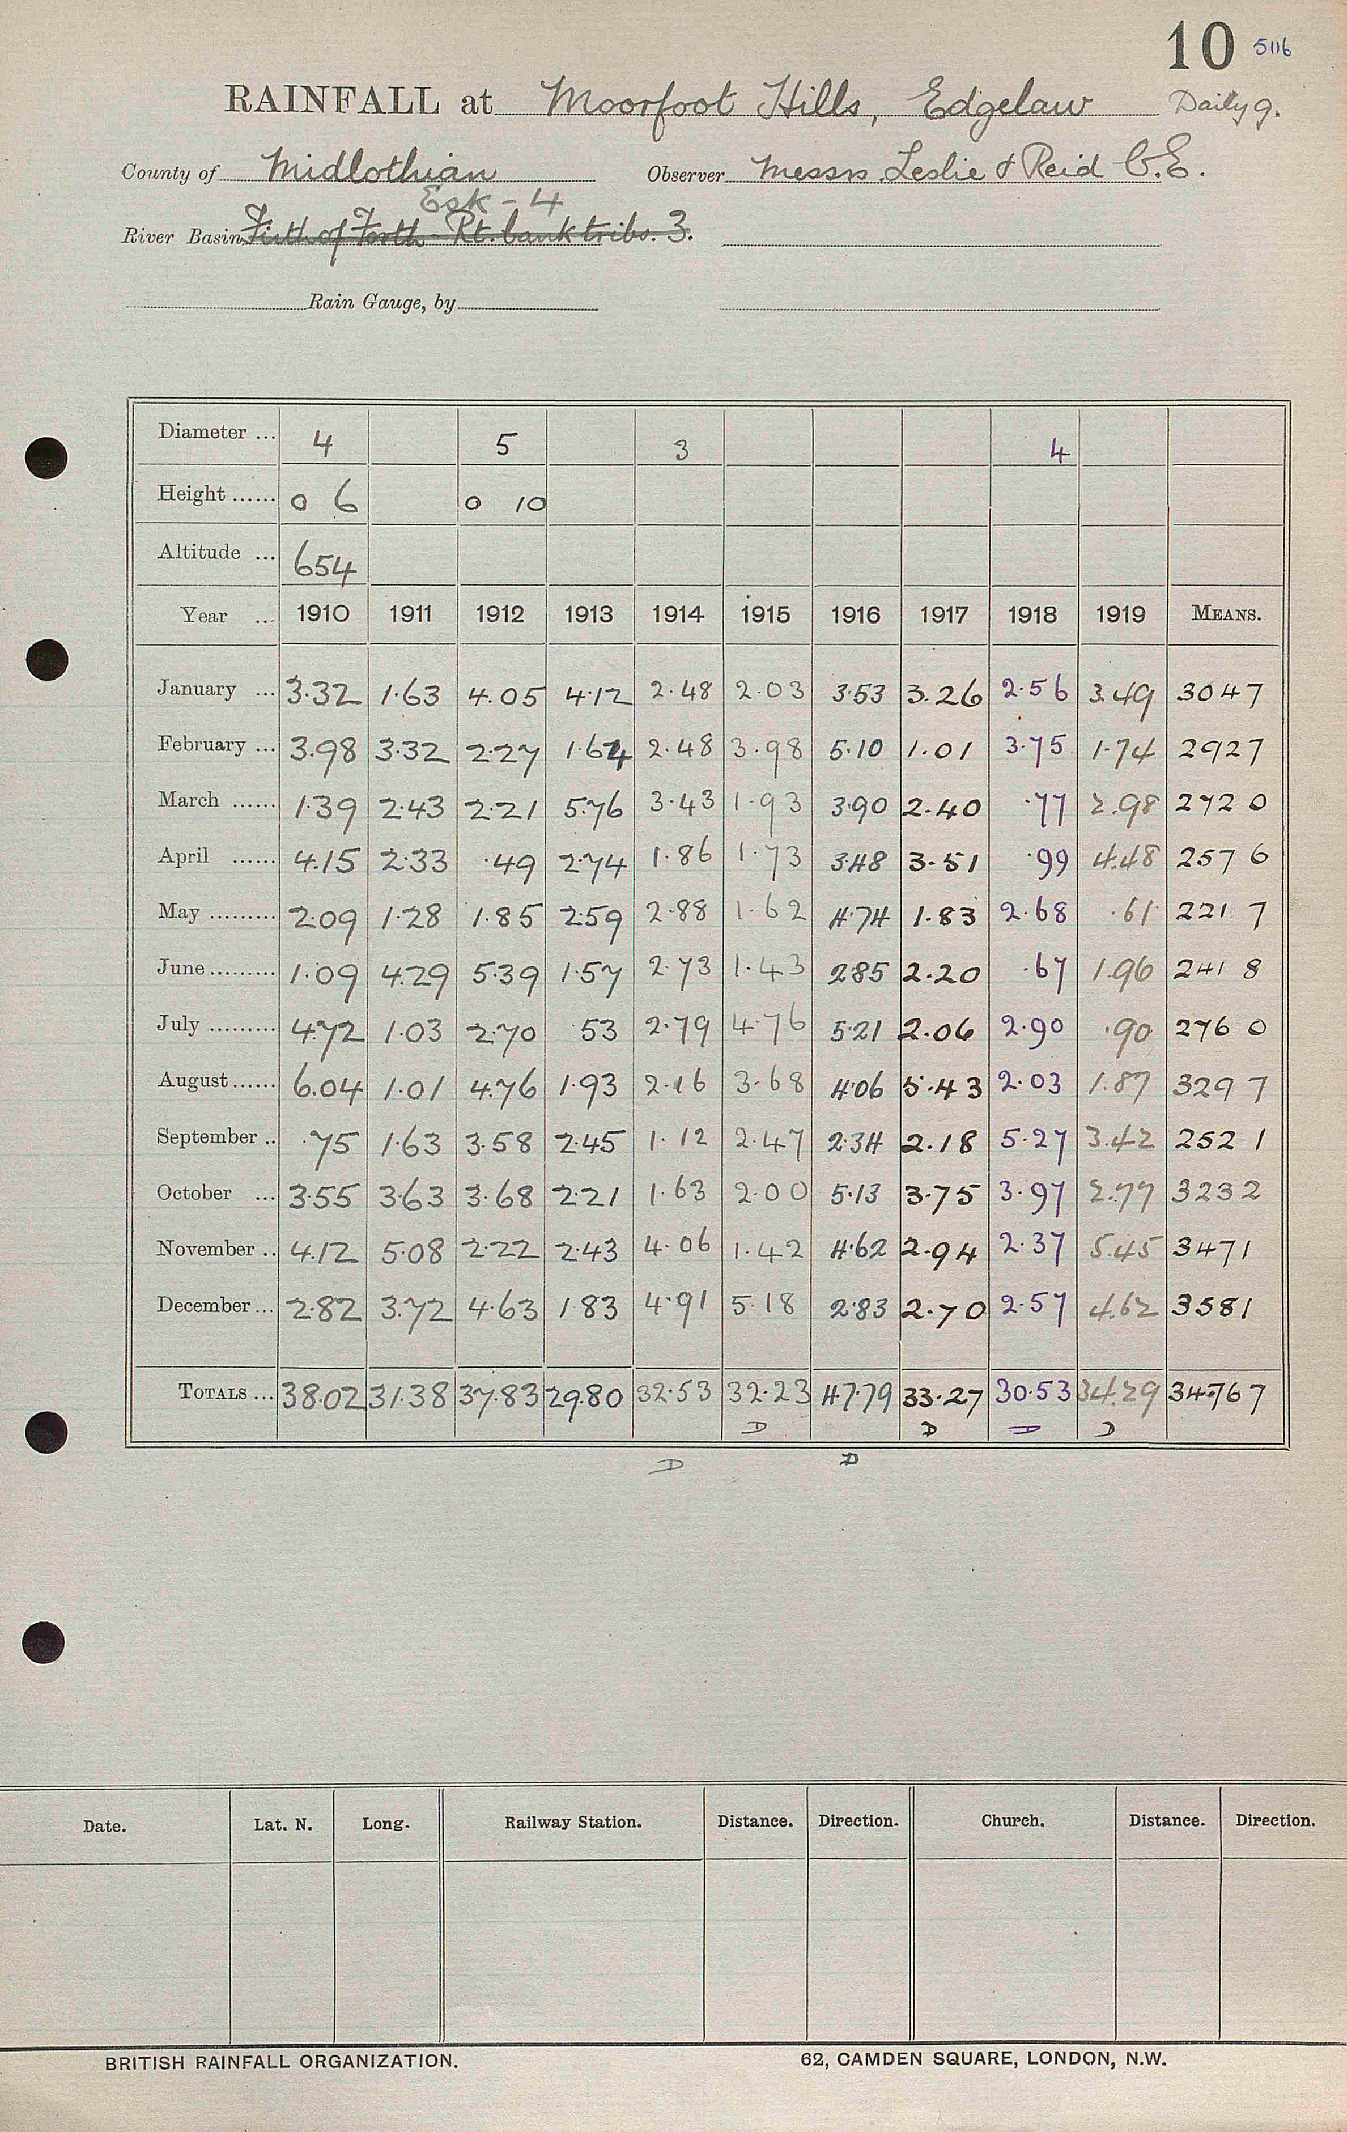 10 5116
RAINFALL at Moorfoot Hills, Edgelaw Daily 9.
County of Midlothian Observer Messrs Leslie & Reid C.E.
Esk - 4
River Basin Firth of Forth - Rt. bank tribs. 3.
Rain Gauge, by
Diameter ... 4 5 3 4
Height ...... 0 6 0 10
Altitude ... 654
Year ... 1910 1911 1912 1913 1914 1915 1916 1917 1918 1919 MEANS.
January ... 3.32 1.63 4.05 4.12 2.48 2.03 3.53 3.26 2.56 3.49 3047
February ... 3.98 3.32 2.27 1.64 2.48 3.98 5.10 1.01 3.75 1.74 2927
March ...... 1.39 2.43 2.21 5.76 3.43 1.93 3.90 2.40 .77 2.98 2720
April ...... 4.15 2.33 .49 2.74 1.86 1.73 3.48 3.51 .99 4.48 2576
May ......... 2.09 1.28 1.85 2.59 2.88 1.62 4.74 1.83 2.68 .61 2217
June ......... 1.09 4.29 5.39 1.57 2.73 1.43 2.85 2.20 .67 1.96 2418
July ......... 4.72 1.03 2.70 .53 2.79 4.76 5.21 2.06 2.90 .90 2760
August ...... 6.04 1.01 4.76 1.93 2.16 3.68 4.06 5.43 2.03 1.87 3297
September .. .75 1.63 3.58 2.45 1.12 2.47 2.34 2.18 5.27 3.42 2521
October ... 3.55 3.63 3.68 2.21 1.63 2.00 5.13 3.75 3.97 2.77 3232
November .. 4.12 5.08 2.22 2.43 4.06 1.42 4.62 2.94 2.37 5.45 3471
December ... 2.82 3.72 4.63 1.83 4.91 5.18 2.83 2.70 2.57 4.62 3581
TOTALS ... 38.02 31.38 37.83 29.80 32.53 32.23 47.79 33.27 30.53 34.29 34.767
D D D D
D D
Date. Lat. N. Long. Railway Station. Distance. Direction. Church. Distance. Direction.
BRITISH RAINFALL ORGANIZATION. 62, CAMDEN SQUARE, LONDON, N.W.